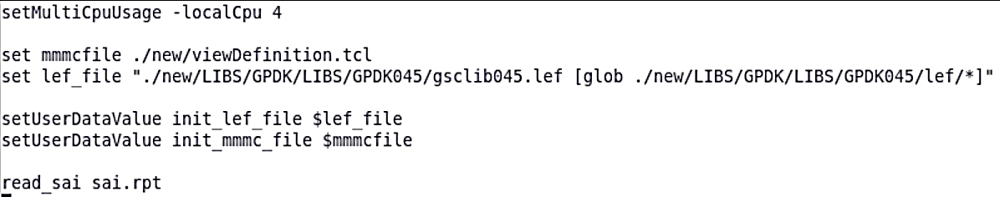 setMultiCpuUsage -localCpu 4
set mmmcfile ./new/viewDefinition.tcl
set lef_file "./new/LIBS/GPDK/LIBS/GPDK045/gsclib045.lef [glob ./new/LIBS/GPDK/LIBS/GPDK045/lef/*]"
setUserDataValue init_lef_file $lef_file
setUserDataValue init_mmmc_file $mmmcfile
read_sai sai.rpt